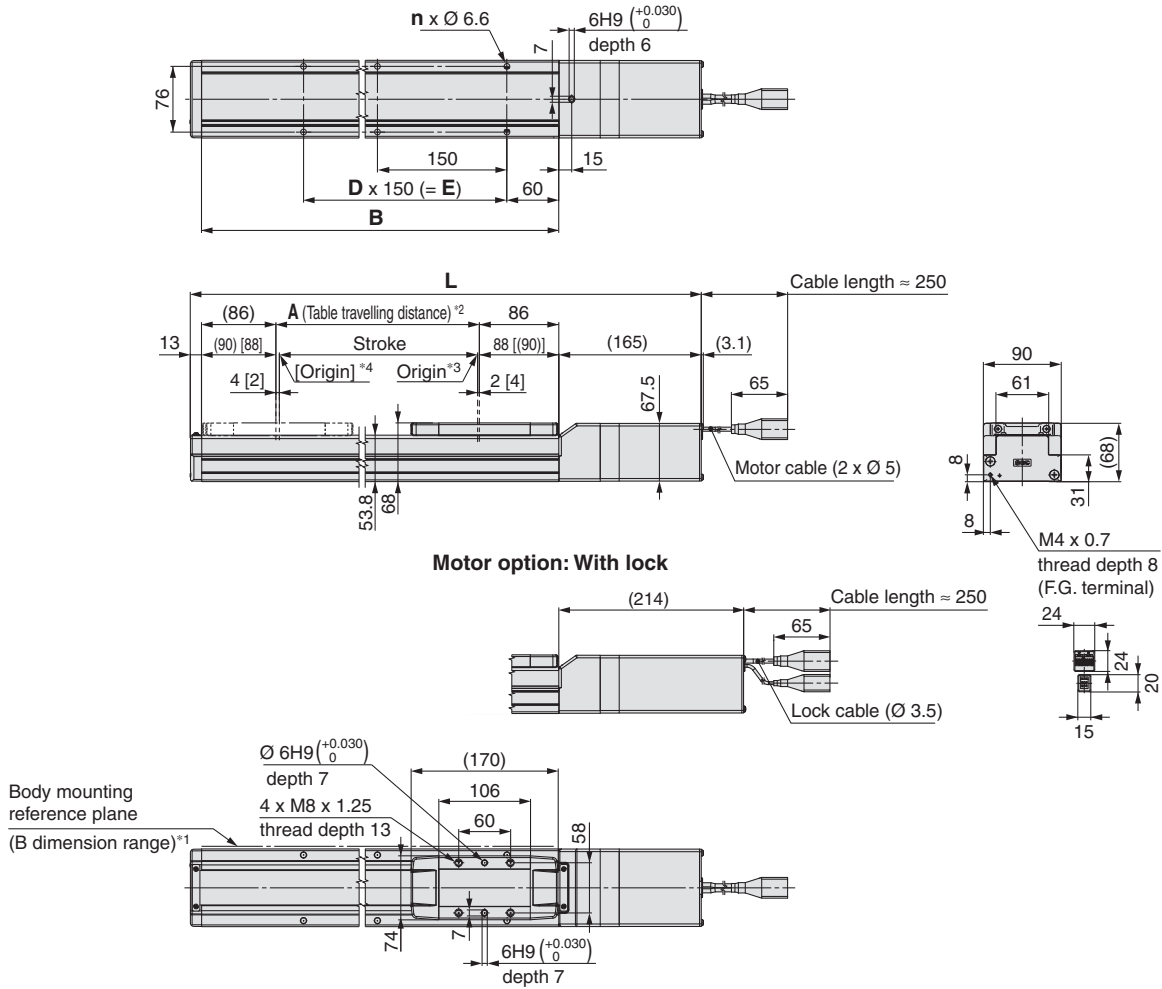 n x Ø 6.6
6H9 (+0.030 0)
depth 6
7
76
150
15
D x 150 (= E)
60
B
L
Cable length ≈ 250
(86)
A (Table travelling distance) *2
86
13
(90) [88]
Stroke
88 [(90)]
(165)
(3.1)
[Origin] *4
Origin*3
4 [2]
2 [4]
67.5
65
90
61
(68)
8
31
8
53.8
68
Motor cable (2 x Ø 5)
M4 x 0.7
thread depth 8
(F.G. terminal)
Motor option: With lock
(214)
Cable length ≈ 250
65
24
24
20
15
Lock cable (Ø 3.5)
Ø 6H9 (+0.030 0)
depth 7
(170)
Body mounting
reference plane
(B dimension range)*1
106
4 x M8 x 1.25
thread depth 13
60
58
74
7
6H9 (+0.030 0)
depth 7